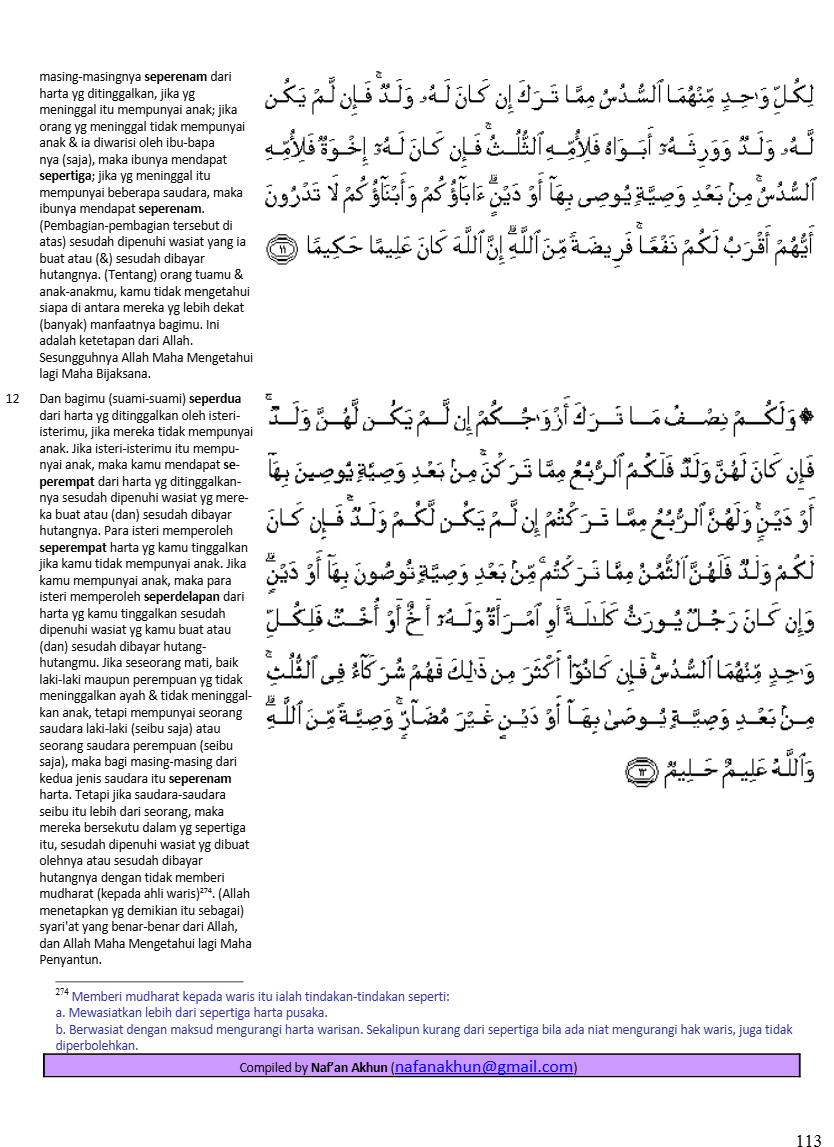 masing-masingnya seperenam dari
harta yg ditinggalkan, jika yg
meninggal itu mempunyai anak; jika
orang yg meninggal tidak mempunyai
anak & ia diwarisi oleh ibu-bapa
nya (saja), maka ibunya mendapat
sepertiga; jika yg meninggal itu
mempunyai beberapa saudara, maka
ibunya mendapat seperenam.
(Pembagian-pembagian tersebut di
atas) sesudah dipenuhi wasiat yang ia
buat atau (&) sesudah dibayar
hutangnya. (Tentang) orang tuamu &
anak-anakmu, kamu tidak mengetahui
siapa di antara mereka yg lebih dekat
(banyak) manfaatnya bagimu. Ini
adalah ketetapan dari Allah.
Sesungguhnya Allah Maha Mengetahui
lagi Maha Bijaksana.
لِكُلِّ وَٰحِدٍ مِّنْهُمَا ٱلسُّدُسُ مِمَّا تَرَكَ إِن كَانَ لَهُۥ وَلَدٌ ۚ فَإِن لَّمْ يَكُن
لَّهُۥ وَلَدٌ وَوَرِثَهُۥٓ أَبَوَاهُ فَلِأُمِّهِ ٱلثُّلُثُ ۚ فَإِن كَانَ لَهُۥٓ إِخْوَةٌ فَلِأُمِّهِ
ٱلسُّدُسُ ۚ مِنۢ بَعْدِ وَصِيَّةٍ يُوصِى بِهَآ أَوْ دَيْنٍ ۗ ءَابَآؤُكُمْ وَأَبْنَآؤُكُمْ لَا تَدْرُونَ
أَيُّهُمْ أَقْرَبُ لَكُمْ نَفْعًا ۚ فَرِيضَةً مِّنَ ٱللَّهِ ۗ إِنَّ ٱللَّهَ كَانَ عَلِيمًا حَكِيمًا ۝١١
12 Dan bagimu (suami-suami) seperdua
dari harta yg ditinggalkan oleh isteri-
isterimu, jika mereka tidak mempunyai
anak. Jika isteri-isterimu itu mempu-
nyai anak, maka kamu mendapat se-
perempat dari harta yg ditinggalkan-
nya sesudah dipenuhi wasiat yg mere-
ka buat atau (dan) sesudah dibayar
hutangnya. Para isteri memperoleh
seperempat harta yg kamu tinggalkan
jika kamu tidak mempunyai anak. Jika
kamu mempunyai anak, maka para
isteri memperoleh seperdelapan dari
harta yg kamu tinggalkan sesudah
dipenuhi wasiat yg kamu buat atau
(dan) sesudah dibayar hutang-
hutangmu. Jika seseorang mati, baik
laki-laki maupun perempuan yg tidak
meninggalkan ayah & tidak meninggal-
kan anak, tetapi mempunyai seorang
saudara laki-laki (seibu saja) atau
seorang saudara perempuan (seibu
saja), maka bagi masing-masing dari
kedua jenis saudara itu seperenam
harta. Tetapi jika saudara-saudara
seibu itu lebih dari seorang, maka
mereka bersekutu dalam yg sepertiga
itu, sesudah dipenuhi wasiat yg dibuat
olehnya atau sesudah dibayar
hutangnya dengan tidak memberi
mudharat (kepada ahli waris)274. (Allah
menetapkan yg demikian itu sebagai)
syari'at yang benar-benar dari Allah,
dan Allah Maha Mengetahui lagi Maha
Penyantun.
۞ وَلَكُمْ نِصْفُ مَا تَرَكَ أَزْوَٰجُكُمْ إِن لَّمْ يَكُن لَّهُنَّ وَلَدٌ ۚ
فَإِن كَانَ لَهُنَّ وَلَدٌ فَلَكُمُ ٱلرُّبُعُ مِمَّا تَرَكْنَ ۚ مِنۢ بَعْدِ وَصِيَّةٍ يُوصِينَ بِهَآ
أَوْ دَيْنٍ ۚ وَلَهُنَّ ٱلرُّبُعُ مِمَّا تَرَكْتُمْ إِن لَّمْ يَكُن لَّكُمْ وَلَدٌ ۚ فَإِن كَانَ
لَكُمْ وَلَدٌ فَلَهُنَّ ٱلثُّمُنُ مِمَّا تَرَكْتُم ۚ مِّنۢ بَعْدِ وَصِيَّةٍ تُوصُونَ بِهَآ أَوْ دَيْنٍ ۗ
وَإِن كَانَ رَجُلٌ يُورَثُ كَلَٰلَةً أَوِ ٱمْرَأَةٌ وَلَهُۥٓ أَخٌ أَوْ أُخْتٌ فَلِكُلِّ
وَٰحِدٍ مِّنْهُمَا ٱلسُّدُسُ ۚ فَإِن كَانُوٓا۟ أَكْثَرَ مِن ذَٰلِكَ فَهُمْ شُرَكَآءُ فِى ٱلثُّلُثِ ۚ
مِنۢ بَعْدِ وَصِيَّةٍ يُوصَىٰ بِهَآ أَوْ دَيْنٍ غَيْرَ مُضَآرٍّ ۚ وَصِيَّةً مِّنَ ٱللَّهِ ۗ
وَٱللَّهُ عَلِيمٌ حَلِيمٌ ۝١٢
274 Memberi mudharat kepada waris itu ialah tindakan-tindakan seperti:
a. Mewasiatkan lebih dari sepertiga harta pusaka.
b. Berwasiat dengan maksud mengurangi harta warisan. Sekalipun kurang dari sepertiga bila ada niat mengurangi hak waris, juga tidak
diperbolehkan.
Compiled by Naf’an Akhun (nafanakhun@gmail.com)
113